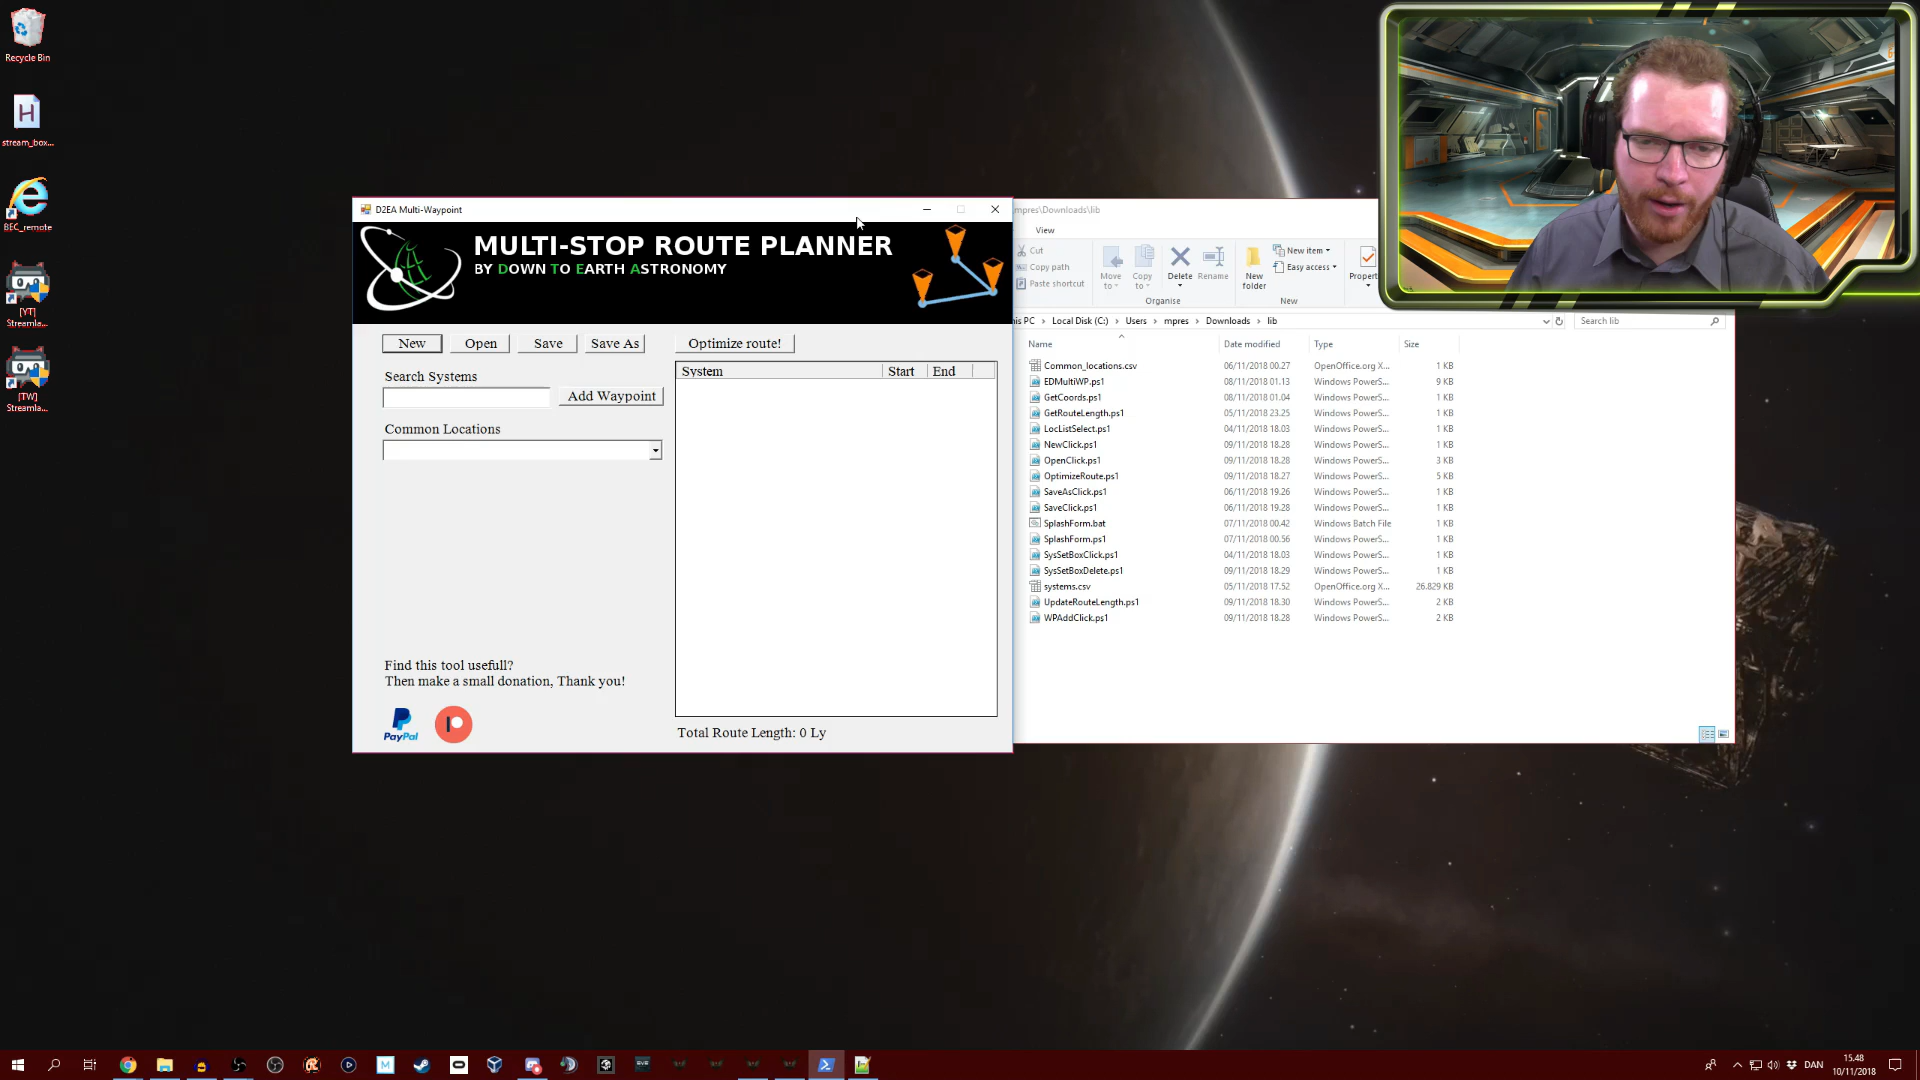 Recycle Bin
stream_box...
BEC_remote
[YT]
Streamla...
[TW]
Streamla...
D2EA Multi-Waypoint
MULTI-STOP ROUTE PLANNER
BY DOWN TO EARTH ASTRONOMY
New
Open
Save
Save As
Optimize route!
Search Systems
Add Waypoint
Common Locations
System
Start
End
Find this tool usefull?
Then make a small donation, Thank you!
PayPal
Total Route Length: 0 Ly
mpres\Downloads\lib
View
Cut
Copy path
Paste shortcut
Move
to
Copy
to
Delete
Rename
Organise
New
folder
New item
Easy access
New
Propert
is PC > Local Disk (C:) > Users > mpres > Downloads > lib
Search lib
Name Date modified Type Size
Common_locations.csv 06/11/2018 00.27 OpenOffice.org X... 1 KB
EDMultiWP.ps1 08/11/2018 01.13 Windows PowerS... 9 KB
GetCoords.ps1 08/11/2018 01.04 Windows PowerS... 1 KB
GetRouteLength.ps1 05/11/2018 23.25 Windows PowerS... 1 KB
LocListSelect.ps1 04/11/2018 18.03 Windows PowerS... 1 KB
NewClick.ps1 09/11/2018 18.28 Windows PowerS... 1 KB
OpenClick.ps1 09/11/2018 18.28 Windows PowerS... 3 KB
OptimizeRoute.ps1 09/11/2018 18.27 Windows PowerS... 5 KB
SaveAsClick.ps1 06/11/2018 19.26 Windows PowerS... 1 KB
SaveClick.ps1 06/11/2018 19.28 Windows PowerS... 1 KB
SplashForm.bat 07/11/2018 00.42 Windows Batch File 1 KB
SplashForm.ps1 07/11/2018 00.56 Windows PowerS... 1 KB
SysSetBoxClick.ps1 04/11/2018 18.03 Windows PowerS... 1 KB
SysSetBoxDelete.ps1 09/11/2018 18.29 Windows PowerS... 1 KB
systems.csv 05/11/2018 17.52 OpenOffice.org X... 26.829 KB
UpdateRouteLength.ps1 09/11/2018 18.30 Windows PowerS... 2 KB
WPAddClick.ps1 09/11/2018 18.28 Windows PowerS... 2 KB
DAN
15.48
10/11/2018